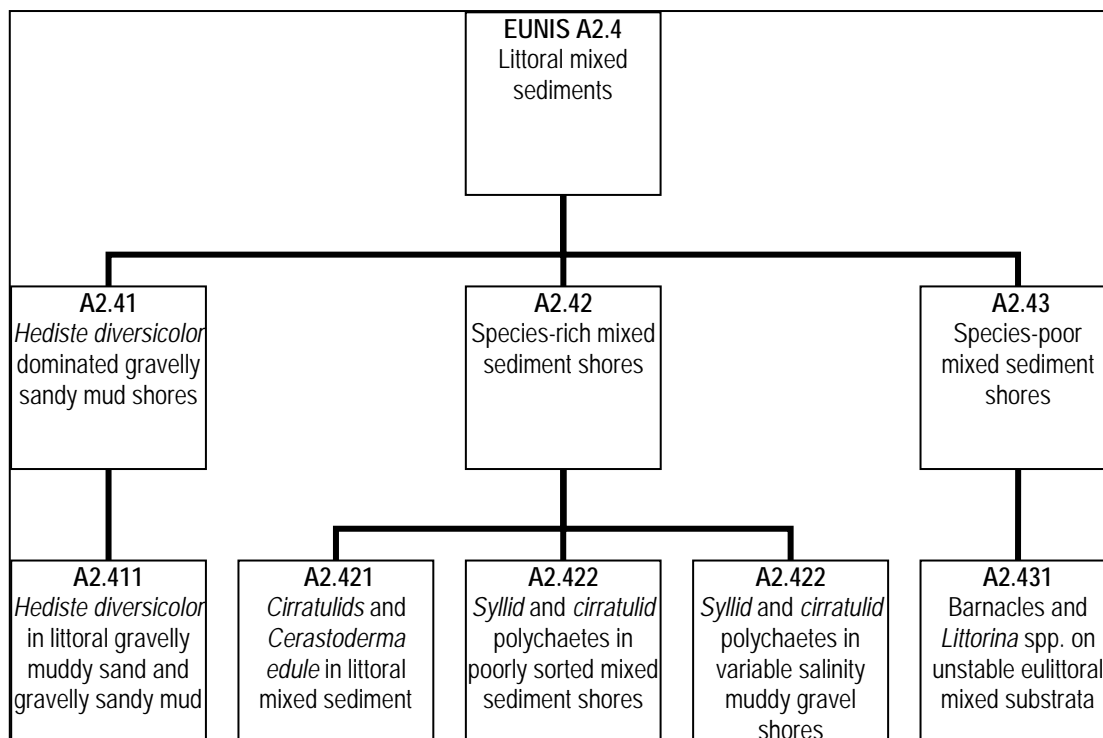 EUNIS A2.4
Littoral mixed
sediments
A2.41
Hediste diversicolor
dominated gravelly
sandy mud shores
A2.42
Species-rich mixed
sediment shores
A2.43
Species-poor
mixed sediment
shores
A2.411
Hediste diversicolor
in littoral gravelly
muddy sand and
gravelly sandy mud
A2.421
Cirratulids and
Cerastoderma
edule in littoral
mixed sediment
A2.422
Syllid and cirratulid
polychaetes in
poorly sorted mixed
sediment shores
A2.422
Syllid and cirratulid
polychaetes in
variable salinity
muddy gravel
shores
A2.431
Barnacles and
Littorina spp. on
unstable eulittoral
mixed substrata